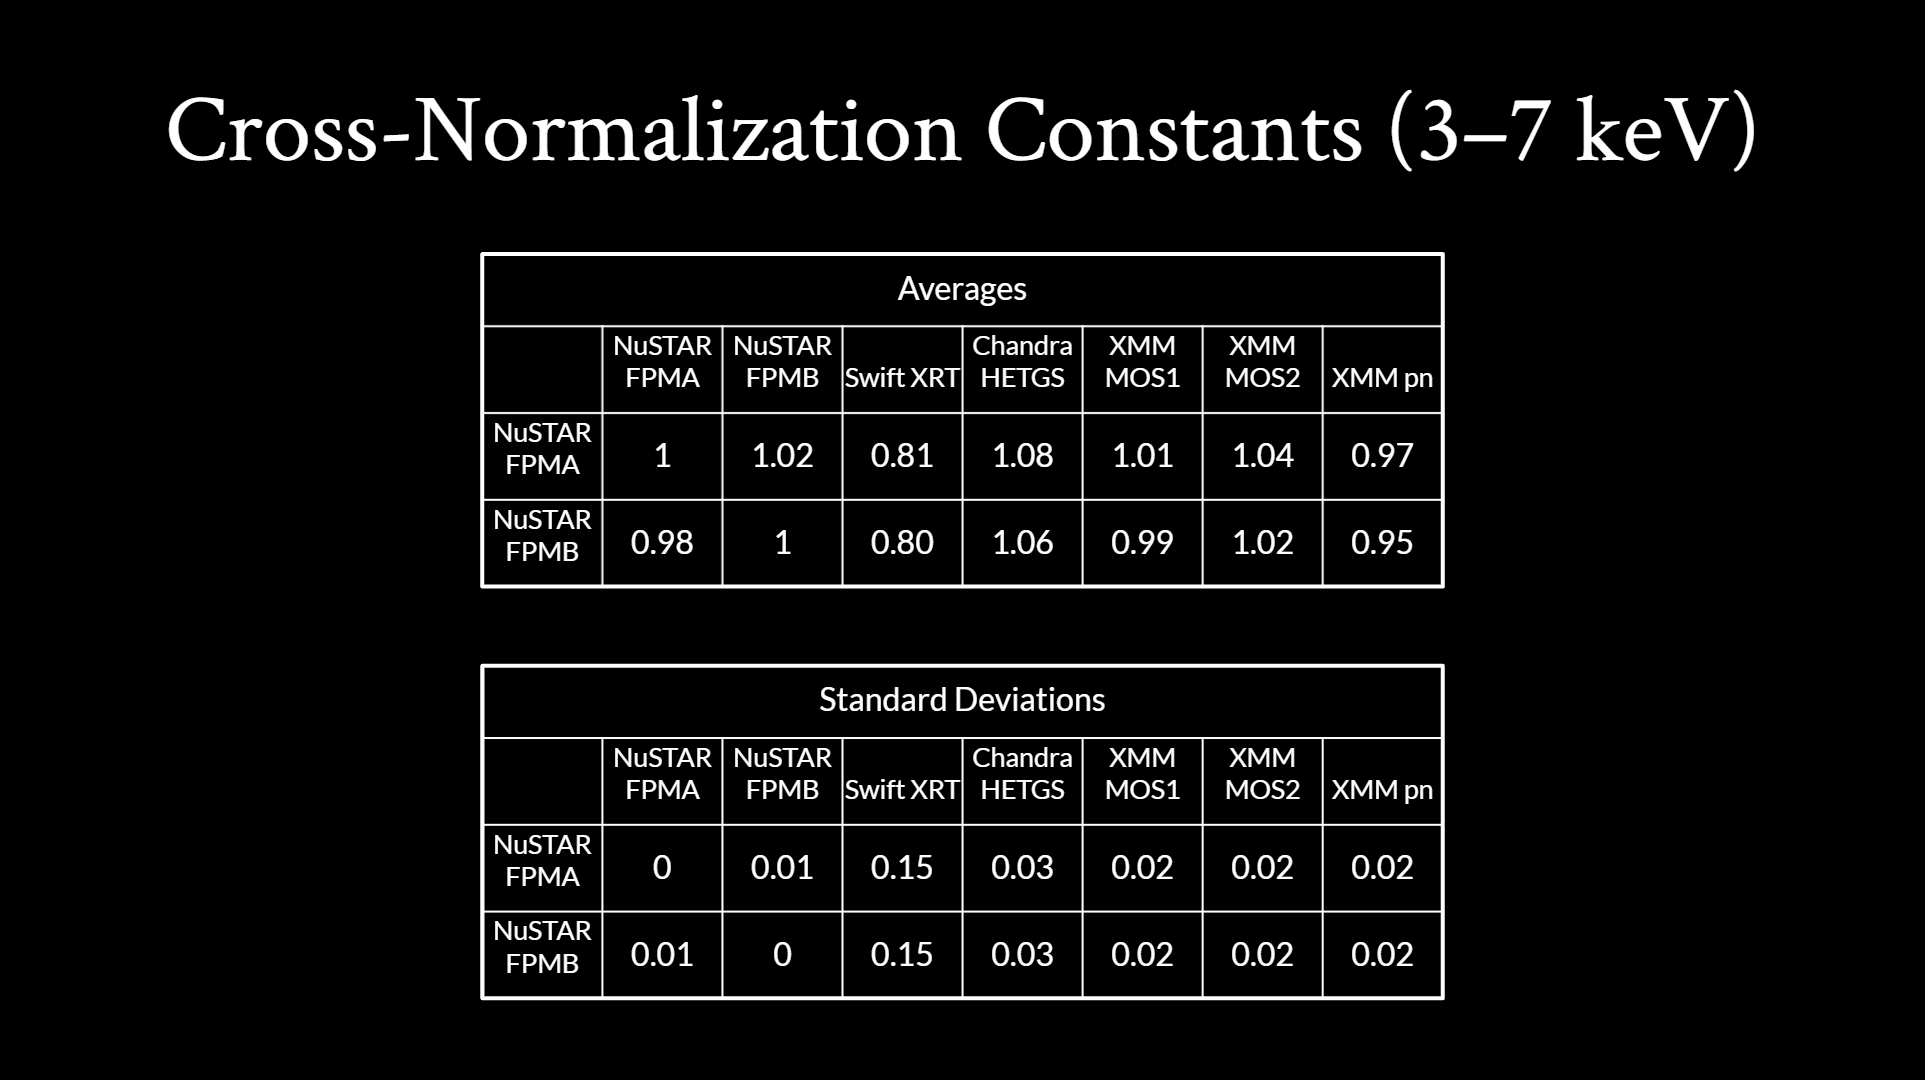 Cross-Normalization Constants (3–7 keV)
Averages
NuSTAR FPMA NuSTAR FPMB Swift XRT Chandra HETGS XMM MOS1 XMM MOS2 XMM pn
NuSTAR FPMA 1 1.02 0.81 1.08 1.01 1.04 0.97
NuSTAR FPMB 0.98 1 0.80 1.06 0.99 1.02 0.95
Standard Deviations
NuSTAR FPMA NuSTAR FPMB Swift XRT Chandra HETGS XMM MOS1 XMM MOS2 XMM pn
NuSTAR FPMA 0 0.01 0.15 0.03 0.02 0.02 0.02
NuSTAR FPMB 0.01 0 0.15 0.03 0.02 0.02 0.02